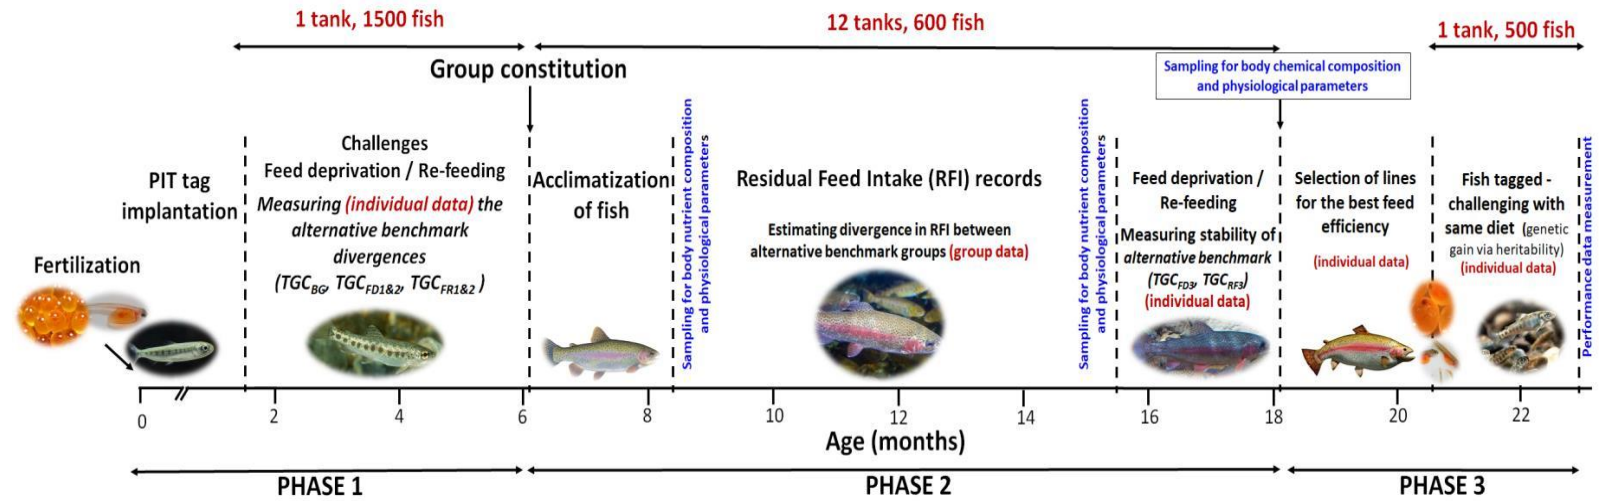 1 tank, 1500 fish
12 tanks, 600 fish
1 tank, 500 fish
Group constitution
Sampling for body chemical composition
and physiological parameters
Fertilization
PIT tag
implantation
Challenges
Feed deprivation / Re-feeding
Measuring (individual data) the
alternative benchmark
divergences
(TGC_BG, TGC_FD1&2, TGC_FR1&2 )
Acclimatization
of fish
Sampling for body nutrient composition
and physiological parameters
Residual Feed Intake (RFI) records
Estimating divergence in RFI between
alternative benchmark groups (group data)
Sampling for body nutrient composition
and physiological parameters
Feed deprivation /
Re-feeding
Measuring stability of
alternative benchmark
(TGC_FD3, TGC_RF3)
(individual data)
Selection of lines
for the best feed
efficiency
(individual data)
Fish tagged -
challenging with
same diet (genetic
gain via heritability)
(individual data)
Performance data measurement
0 2 4 6 8 10 12 14 16 18 20 22
Age (months)
PHASE 1
PHASE 2
PHASE 3